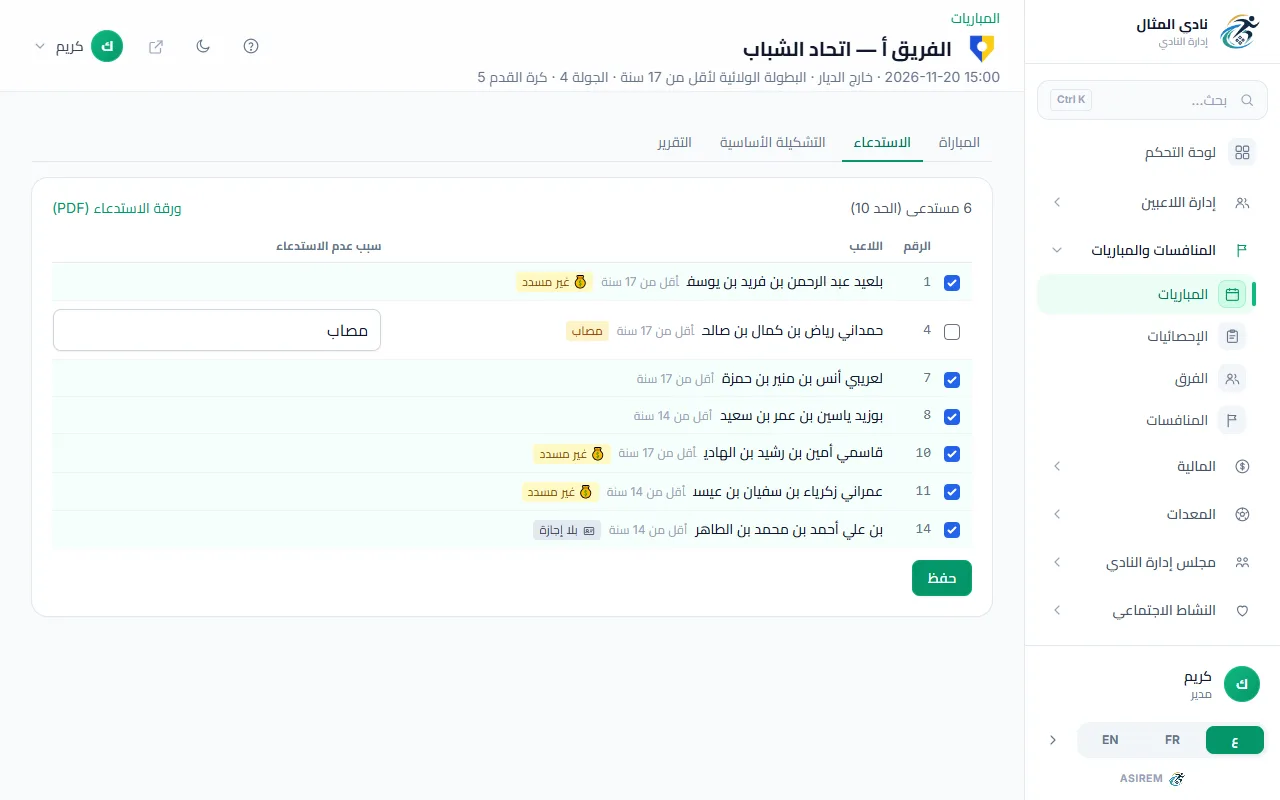 نادي المثال
إدارة النادي
بحث...
Ctrl K
لوحة التحكم
إدارة اللاعبين
المنافسات والمباريات
المباريات
الإحصائيات
الفرق
المنافسات
المالية
المعدات
مجلس إدارة النادي
النشاط الاجتماعي
ك
كريم
مدير
ع
FR
EN
ASIREM
المباريات
الفريق أ — اتحاد الشباب
15:00 2026-11-20 · خارج الديار · البطولة الولائية لأقل من 17 سنة · الجولة 4 · كرة القدم 5
ك
كريم
المباراة
الاستدعاء
التشكيلة الأساسية
التقرير
6 مستدعى (الحد 10)
ورقة الاستدعاء (PDF)
الرقم اللاعب سبب عدم الاستدعاء
1 بلعيد عبد الرحمن بن فريد بن يوسف أقل من 17 سنة غير مسدد
4 حمداني رياض بن كمال بن صالح أقل من 17 سنة مصاب مصاب
7 لعريبي أنس بن منير بن حمزة أقل من 17 سنة
8 بوزيد ياسين بن عمر بن سعيد أقل من 14 سنة
10 قاسمي أمين بن رشيد بن الهادي أقل من 17 سنة غير مسدد
11 عمراني زكرياء بن سفيان بن عيسى أقل من 14 سنة غير مسدد
14 بن علي أحمد بن محمد بن الطاهر أقل من 14 سنة بلا إجازة
حفظ